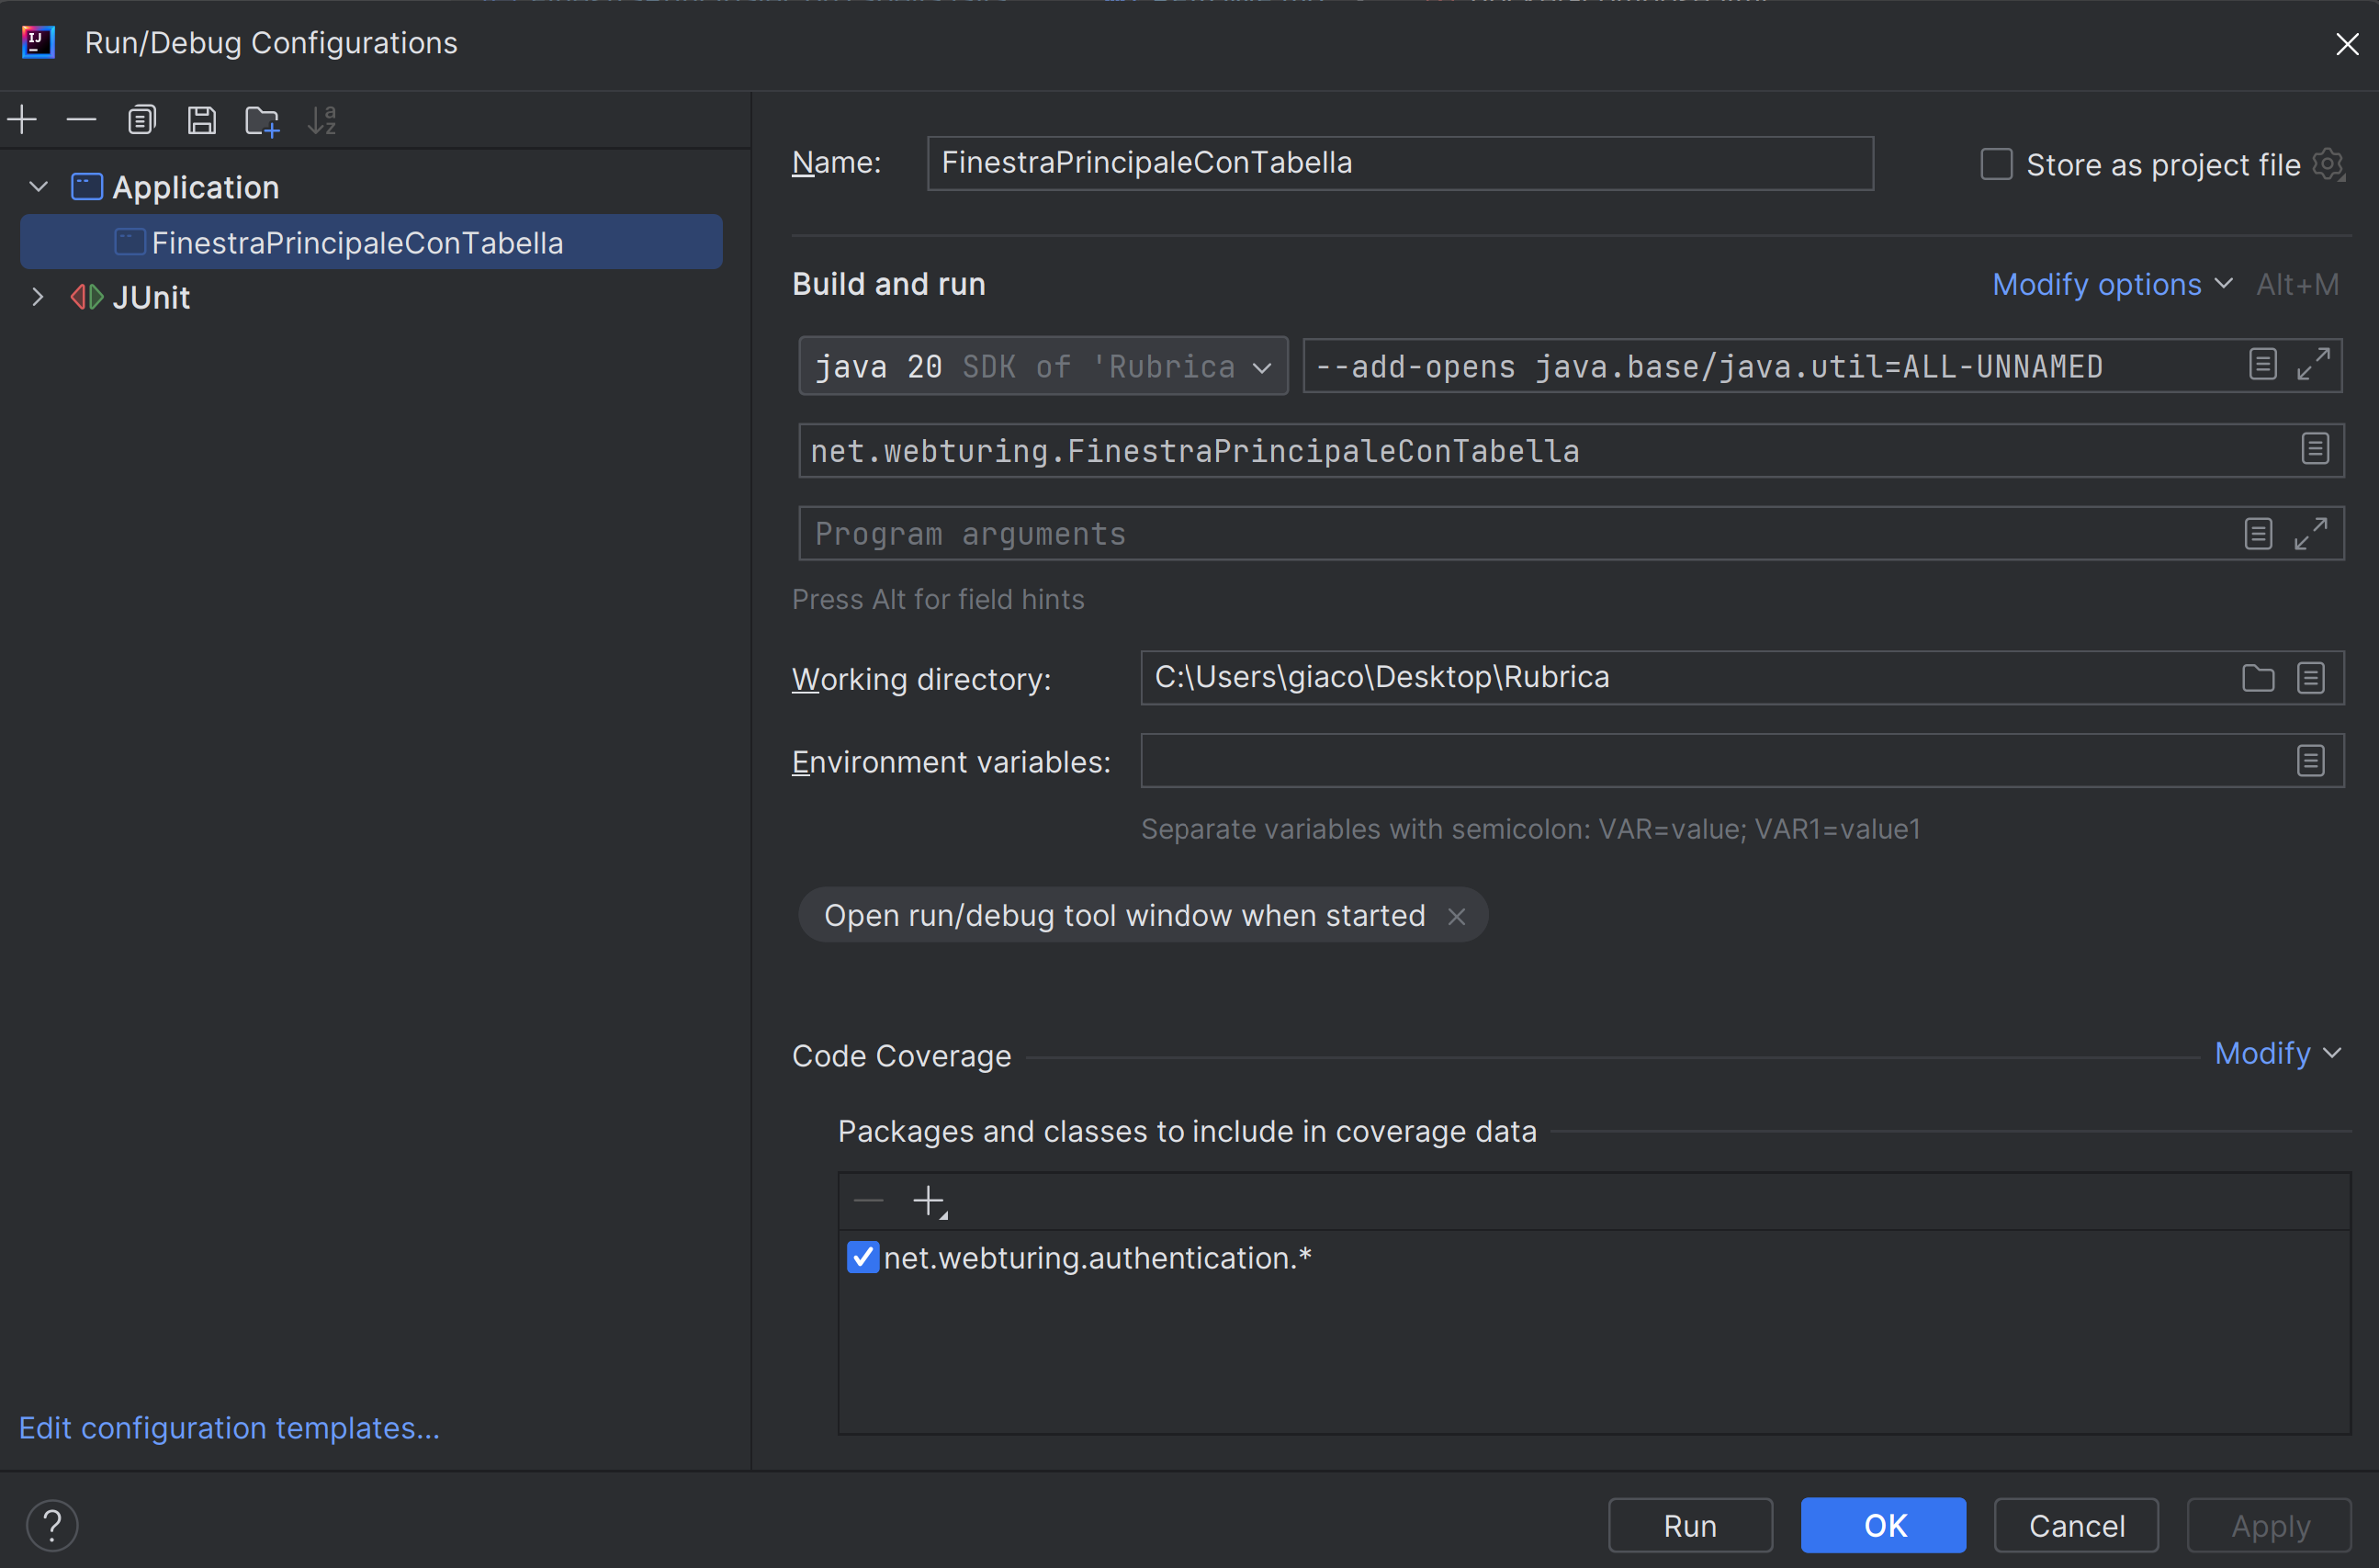 Run/Debug Configurations
Application
FinestraPrincipaleConTabella
JUnit
Edit configuration templates...
Name: FinestraPrincipaleConTabella
Store as project file
Build and run
Modify options Alt+M
java 20 SDK of 'Rubrica
--add-opens java.base/java.util=ALL-UNNAMED
net.webturing.FinestraPrincipaleConTabella
Program arguments
Press Alt for field hints
Working directory: C:\Users\giaco\Desktop\Rubrica
Environment variables:
Separate variables with semicolon: VAR=value; VAR1=value1
Open run/debug tool window when started
Code Coverage
Modify
Packages and classes to include in coverage data
net.webturing.authentication.*
? Run OK Cancel Apply